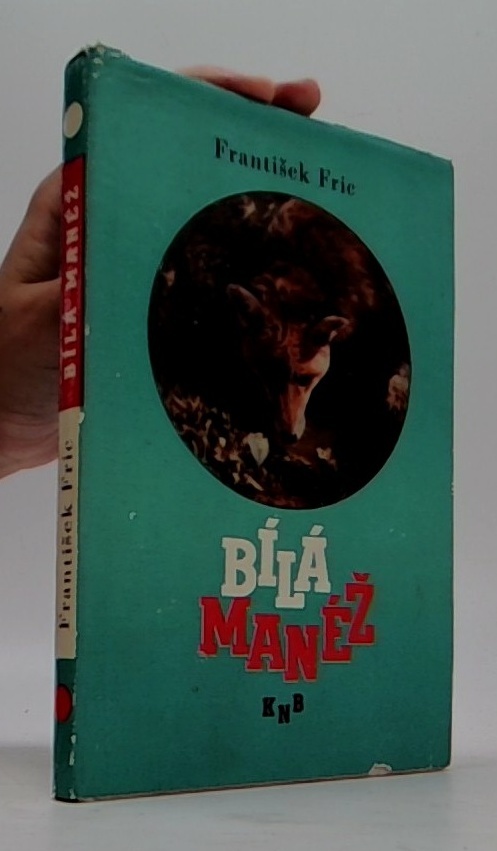 František Fric
BÍLÁ
MANÉŽ
KNB
František Fric
BÍLÁ MANÉŽ